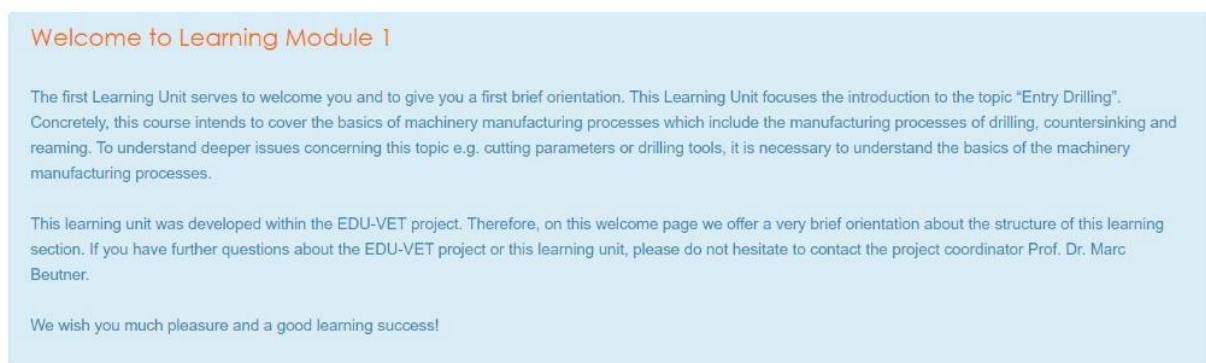 Welcome to Learning Module 1
The first Learning Unit serves to welcome you and to give you a first brief orientation. This Learning Unit focuses the introduction to the topic “Entry Drilling”.
Concretely, this course intends to cover the basics of machinery manufacturing processes which include the manufacturing processes of drilling, countersinking and
reaming. To understand deeper issues concerning this topic e.g. cutting parameters or drilling tools, it is necessary to understand the basics of the machinery
manufacturing processes.
This learning unit was developed within the EDU-VET project. Therefore, on this welcome page we offer a very brief orientation about the structure of this learning
section. If you have further questions about the EDU-VET project or this learning unit, please do not hesitate to contact the project coordinator Prof. Dr. Marc
Beutner.
We wish you much pleasure and a good learning success!